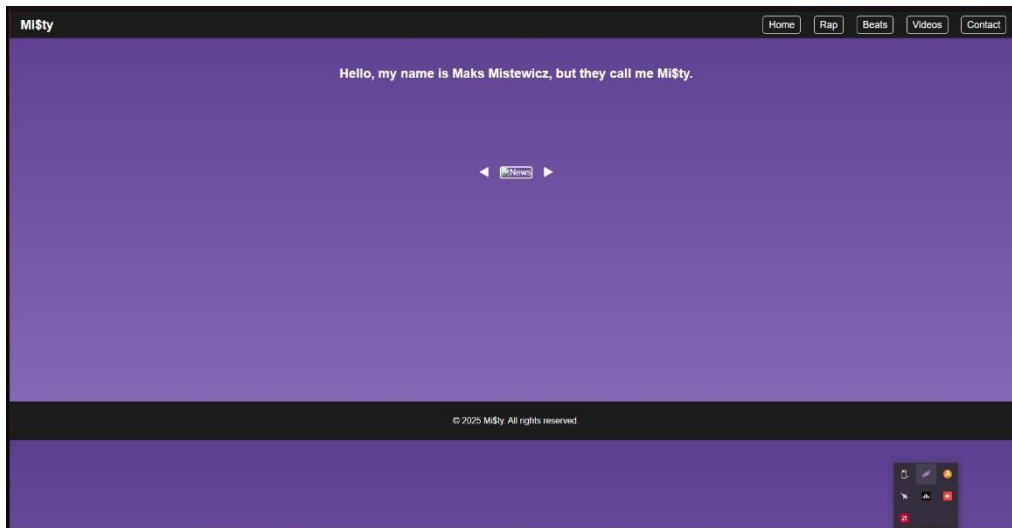 Mi$ty
Home Rap Beats Videos Contact
Hello, my name is Maks Mistewicz, but they call me Mi$ty.
News
© 2025 Mi$ty. All rights reserved.